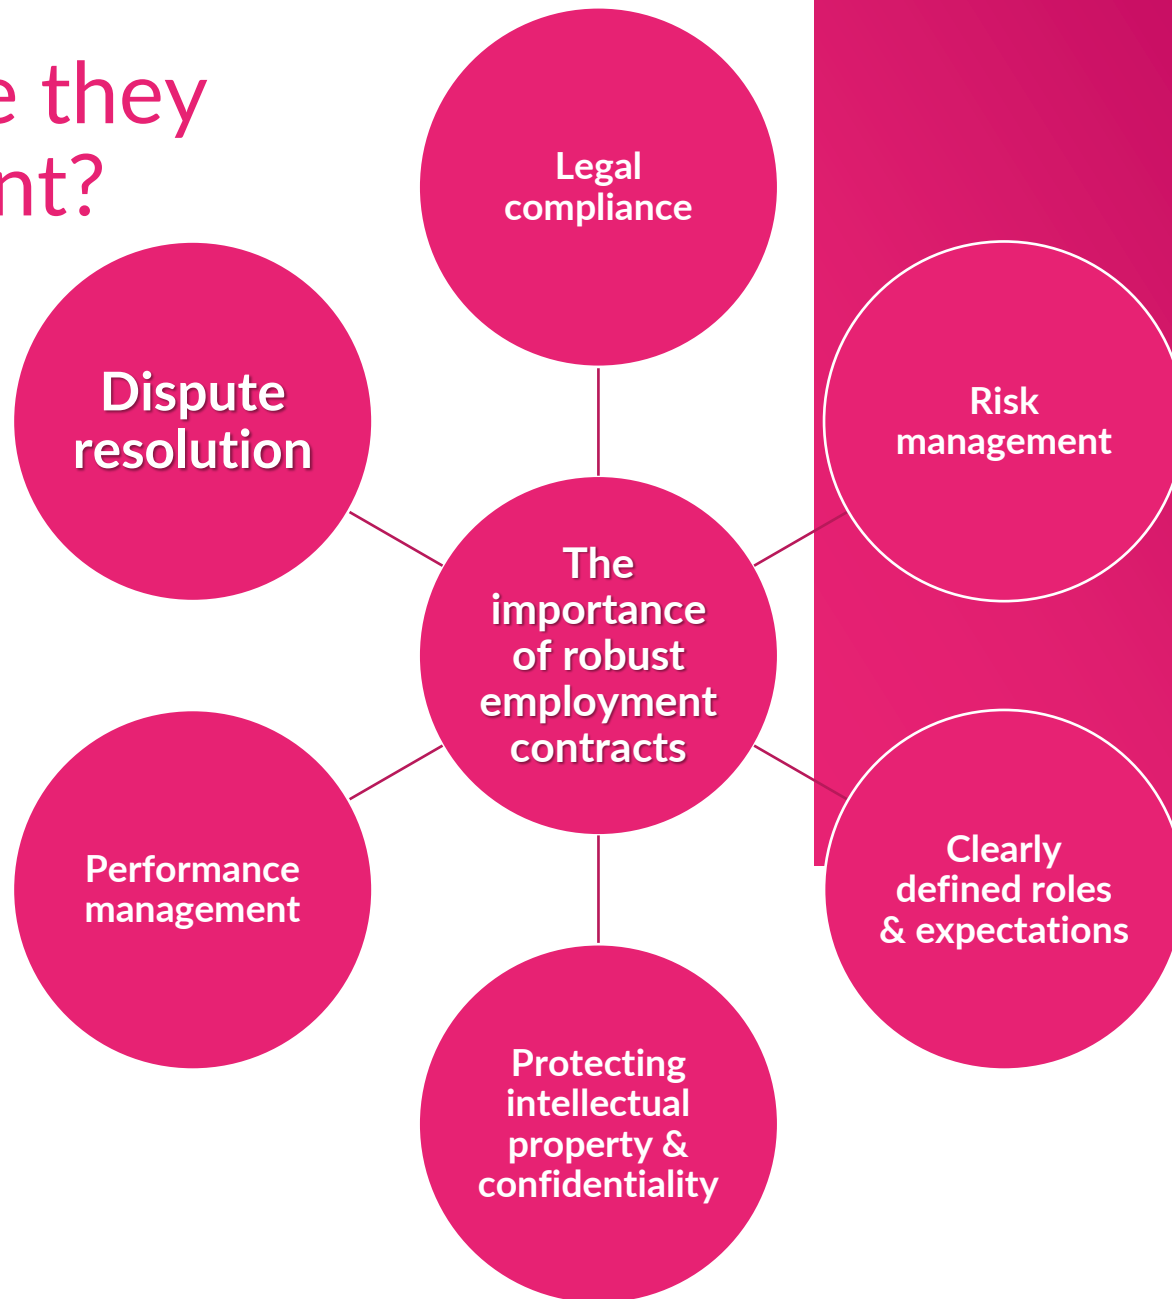 e they
nt?
Legal
compliance
Dispute
resolution
Risk
management
The
importance
of robust
employment
contracts
Performance
management
Clearly
defined roles
& expectations
Protecting
intellectual
property &
confidentiality